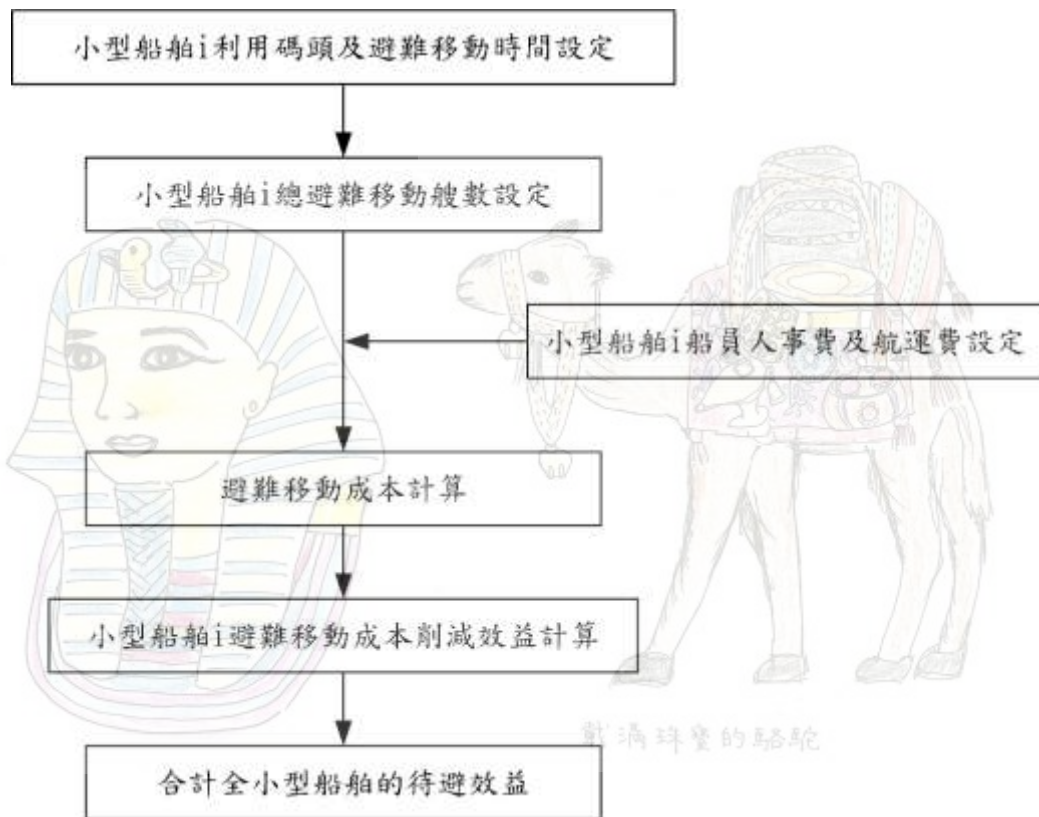 小型船舶i利用碼頭及避難移動時間設定
小型船舶i總避難移動艘數設定
小型船舶i船員人事費及航運費設定
避難移動成本計算
小型船舶i避難移動成本削減效益計算
戴滿珠寶的駱駝
合計全小型船舶的待避效益